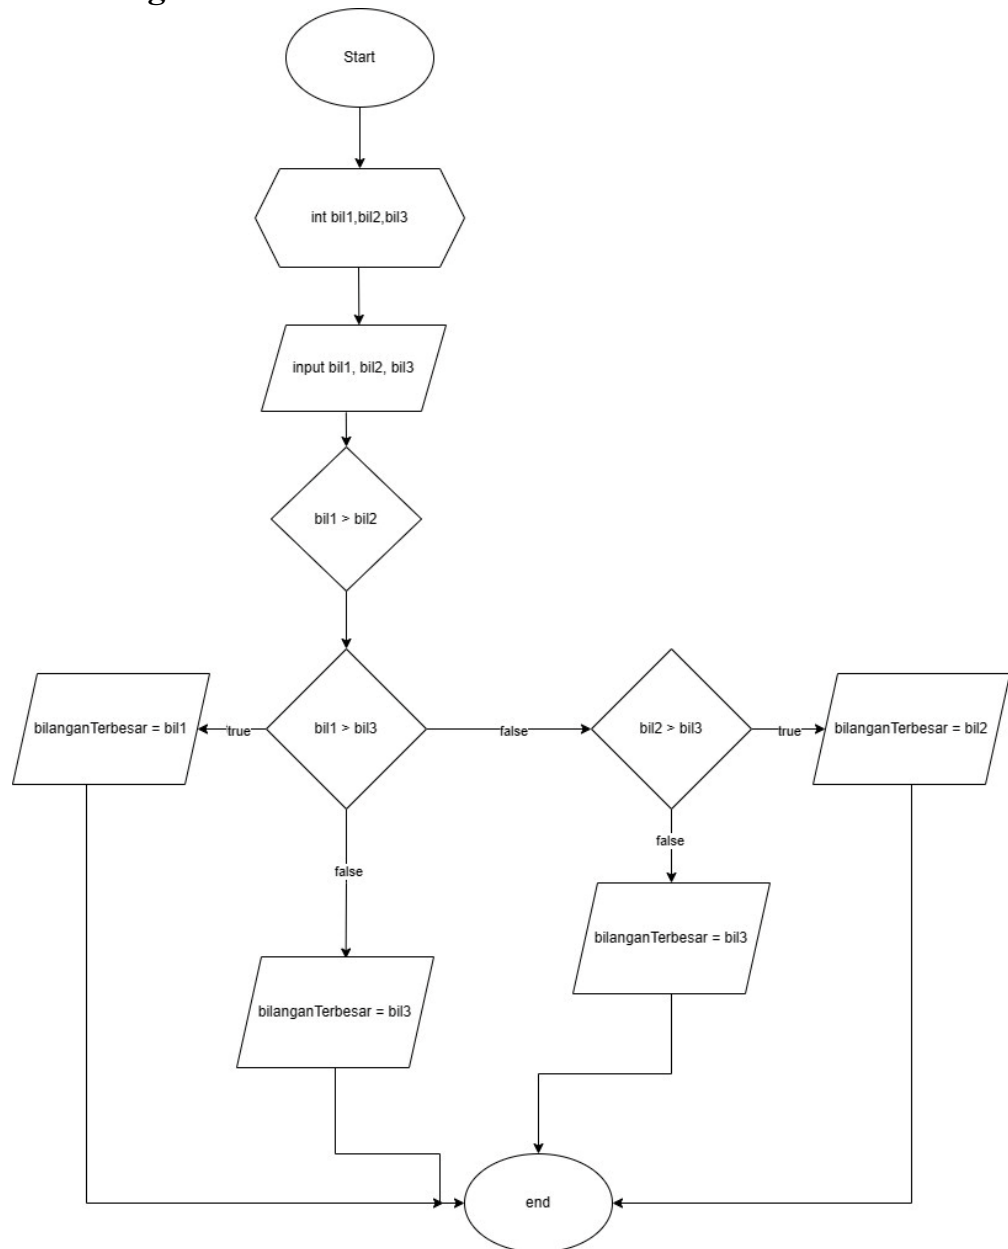 Start
int bil1,bil2,bil3
input bil1, bil2, bil3
bil1 > bil2
bilanganTerbesar = bil1
true
bil1 > bil3
false
bil2 > bil3
true
bilanganTerbesar = bil2
false
false
bilanganTerbesar = bil3
bilanganTerbesar = bil3
end